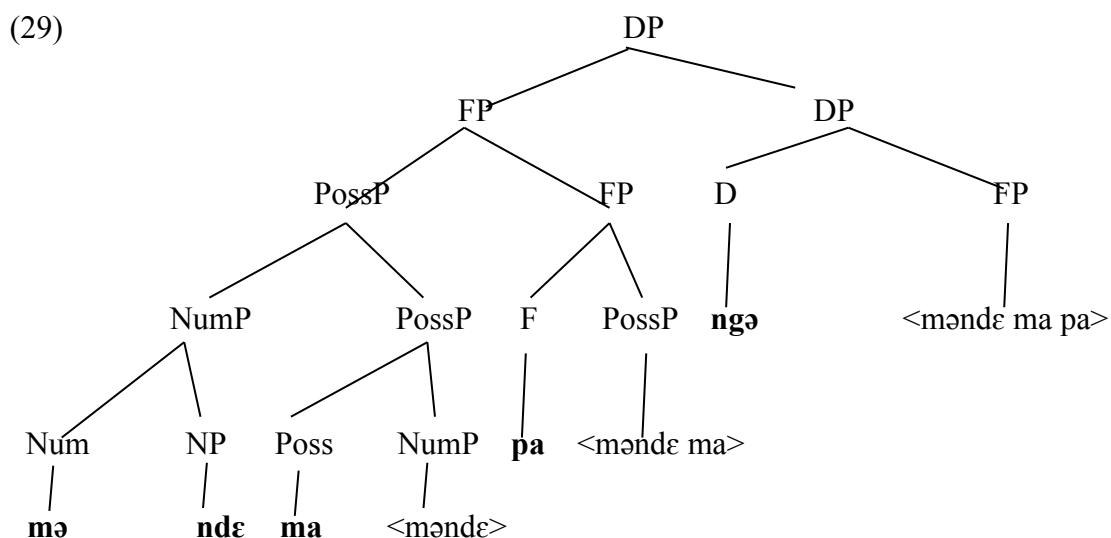 (29) DP
FP DP
PossP FP D FP
NumP PossP F PossP ngə <məndɛ ma pa>
Num NP Poss NumP pa <məndɛ ma>
mə ndɛ ma <məndɛ>